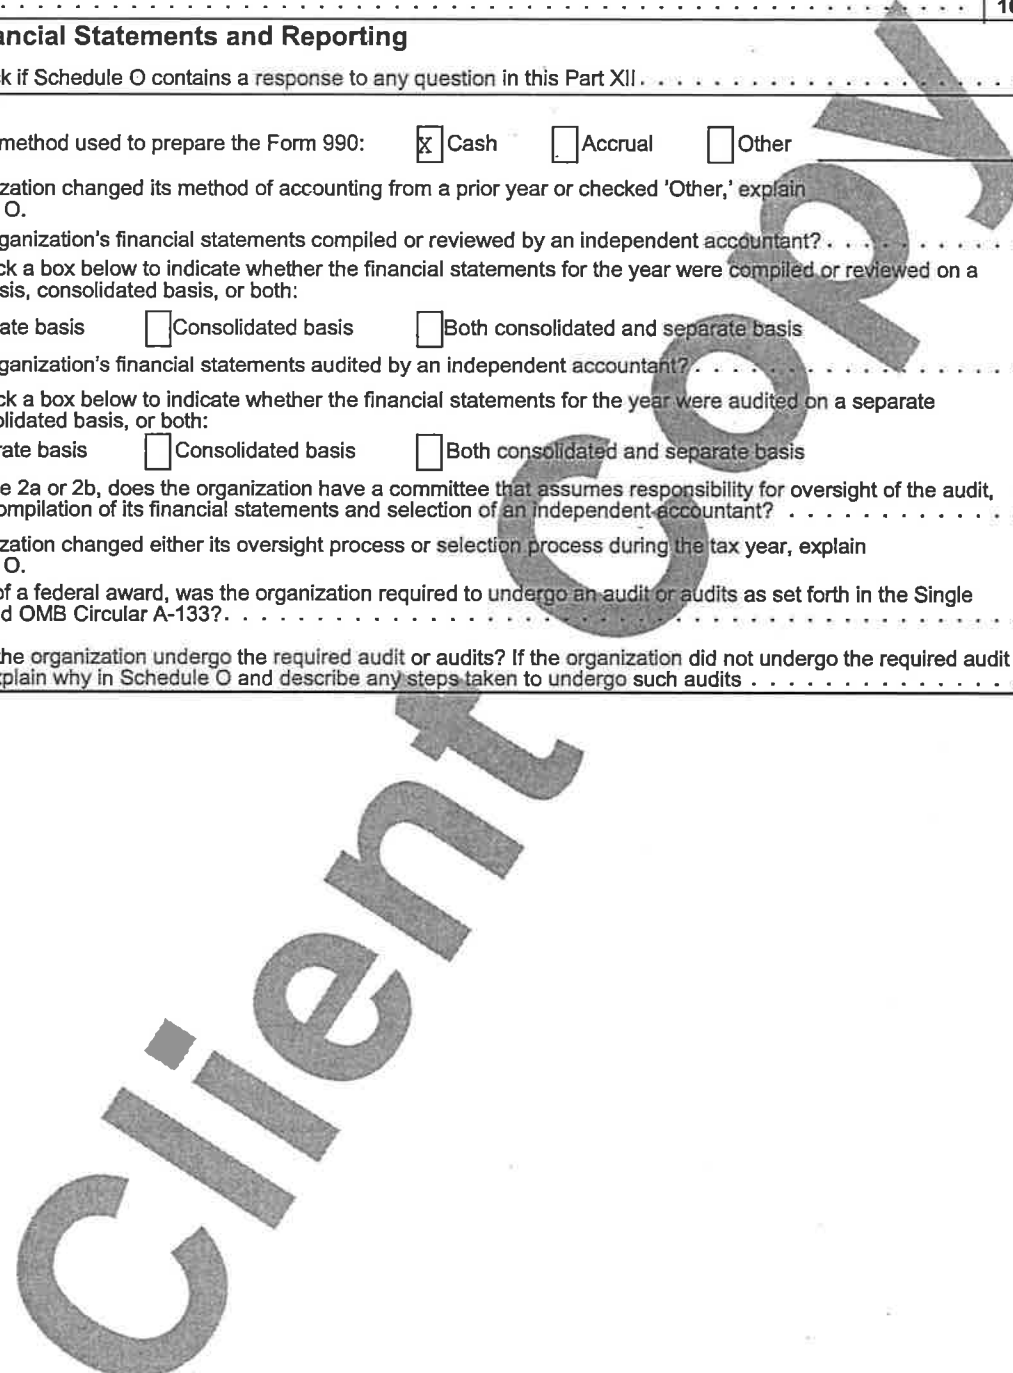 10
ancial Statements and Reporting
k if Schedule O contains a response to any question in this Part XII
method used to prepare the Form 990: X Cash Accrual Other
zation changed its method of accounting from a prior year or checked 'Other,' explain
O.
ganization's financial statements compiled or reviewed by an independent accountant?
ck a box below to indicate whether the financial statements for the year were compiled or reviewed on a
sis, consolidated basis, or both:
ate basis Consolidated basis Both consolidated and separate basis
ganization's financial statements audited by an independent accountant?
ck a box below to indicate whether the financial statements for the year were audited on a separate
olidated basis, or both:
rate basis Consolidated basis Both consolidated and separate basis
e 2a or 2b, does the organization have a committee that assumes responsibility for oversight of the audit,
ompilation of its financial statements and selection of an independent accountant?
zation changed either its oversight process or selection process during the tax year, explain
O.
of a federal award, was the organization required to undergo an audit or audits as set forth in the Single
d OMB Circular A-133?
he organization undergo the required audit or audits? If the organization did not undergo the required audit
xplain why in Schedule O and describe any steps taken to undergo such audits
Client Copy